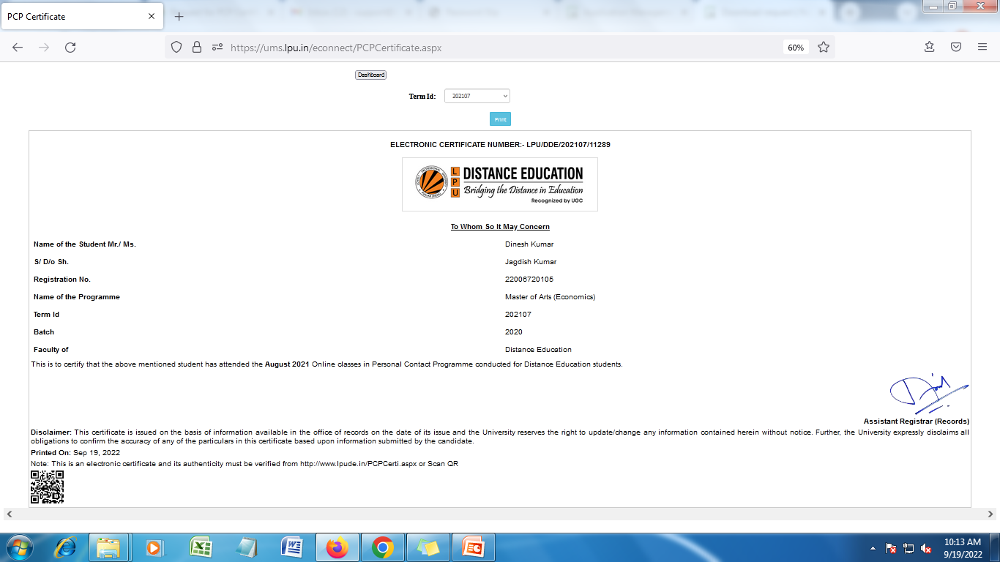 PCP Certificate
https://ums.lpu.in/econnect/PCPCertificate.aspx
60%
Dashboard
Term Id: 202107
Print
ELECTRONIC CERTIFICATE NUMBER:- LPU/DDE/202107/11289
L P U DISTANCE EDUCATION
Bridging the Distance in Education
Recognized by UGC
To Whom So It May Concern
Name of the Student Mr./ Ms. Dinesh Kumar
S/ D/o Sh. Jagdish Kumar
Registration No. 22006720105
Name of the Programme Master of Arts (Economics)
Term Id 202107
Batch 2020
Faculty of Distance Education
This is to certify that the above mentioned student has attended the August 2021 Online classes in Personal Contact Programme conducted for Distance Education students.
Assistant Registrar (Records)
Disclaimer: This certificate is issued on the basis of information available in the office of records on the date of its issue and the University reserves the right to update/change any information contained herein without notice. Further, the University expressly disclaims all
obligations to confirm the accuracy of any of the particulars in this certificate based upon information submitted by the candidate.
Printed On: Sep 19, 2022
Note: This is an electronic certificate and its authenticity must be verified from http://www.lpude.in/PCPCerti.aspx or Scan QR
10:13 AM
9/19/2022